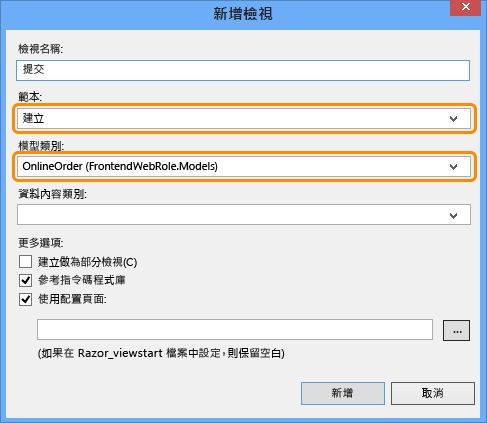 新增檢視
檢視名稱:
提交
範本:
建立
模型類別:
OnlineOrder (FrontendWebRole.Models)
資料內容類別:
更多選項:
建立做為部分檢視(C)
參考指令碼程式庫
使用配置頁面:
...
(如果在 Razor_viewstart 檔案中設定，則保留空白)
新增
取消